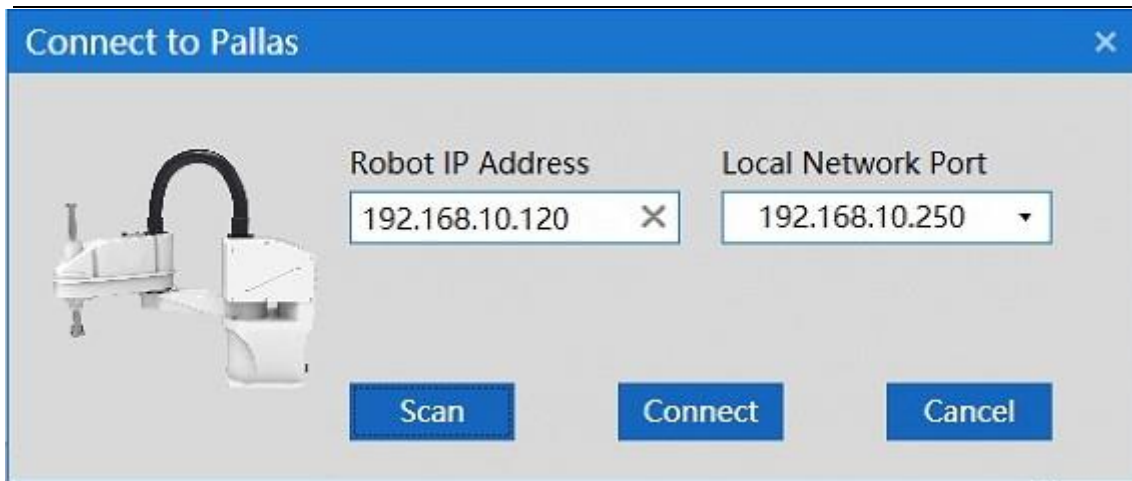 Connect to Pallas
Robot IP Address
Local Network Port
192.168.10.120
192.168.10.250
Scan
Connect
Cancel